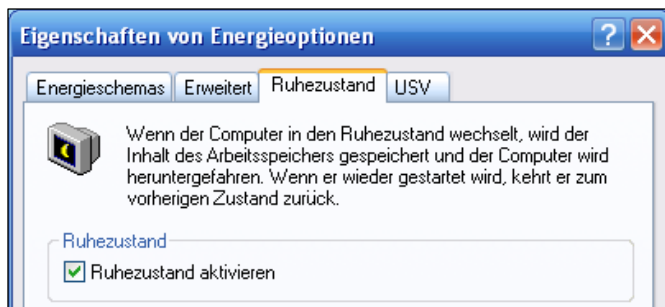 Eigenschaften von Energieoptionen
Energieschemas Erweitert Ruhezustand USV
Wenn der Computer in den Ruhezustand wechselt, wird der
Inhalt des Arbeitsspeichers gespeichert und der Computer wird
heruntergefahren. Wenn er wieder gestartet wird, kehrt er zum
vorherigen Zustand zurück.
Ruhezustand
Ruhezustand aktivieren